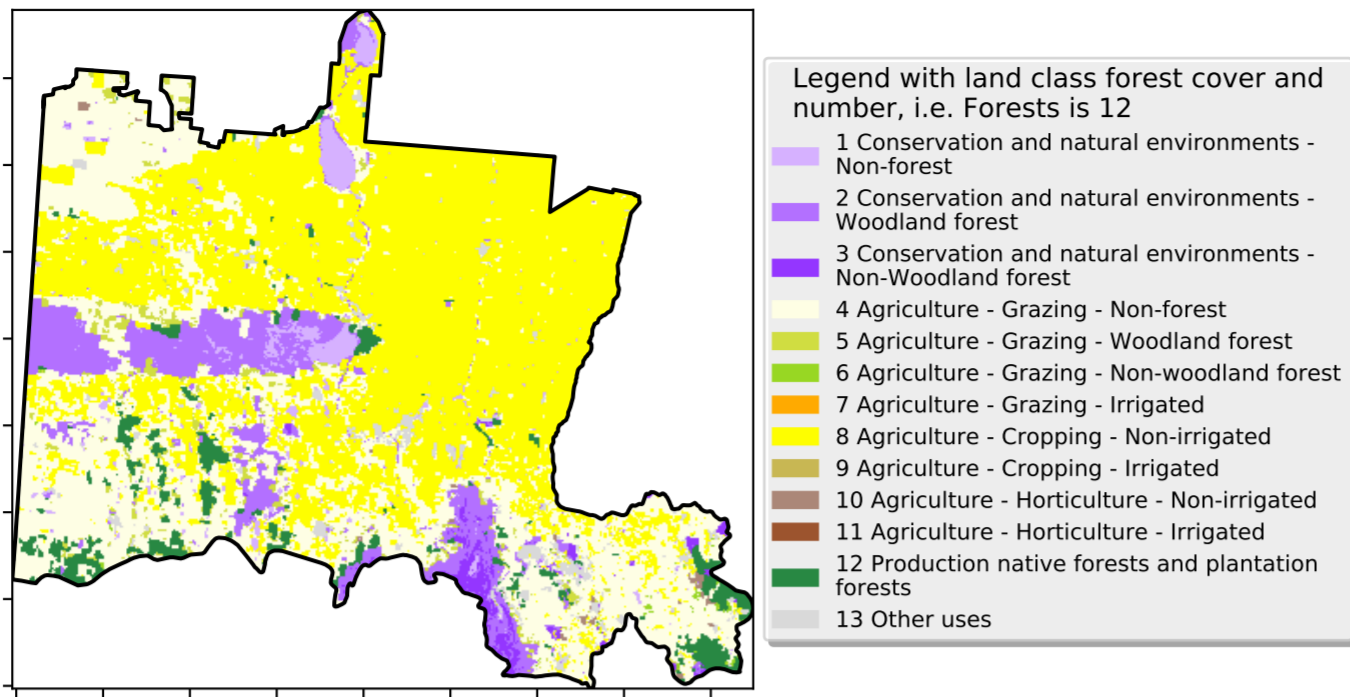 Legend with land class forest cover and
number, i.e. Forests is 12
1 Conservation and natural environments -
Non-forest
2 Conservation and natural environments -
Woodland forest
3 Conservation and natural environments -
Non-Woodland forest
4 Agriculture - Grazing - Non-forest
5 Agriculture - Grazing - Woodland forest
6 Agriculture - Grazing - Non-woodland forest
7 Agriculture - Grazing - Irrigated
8 Agriculture - Cropping - Non-irrigated
9 Agriculture - Cropping - Irrigated
10 Agriculture - Horticulture - Non-irrigated
11 Agriculture - Horticulture - Irrigated
12 Production native forests and plantation
forests
13 Other uses